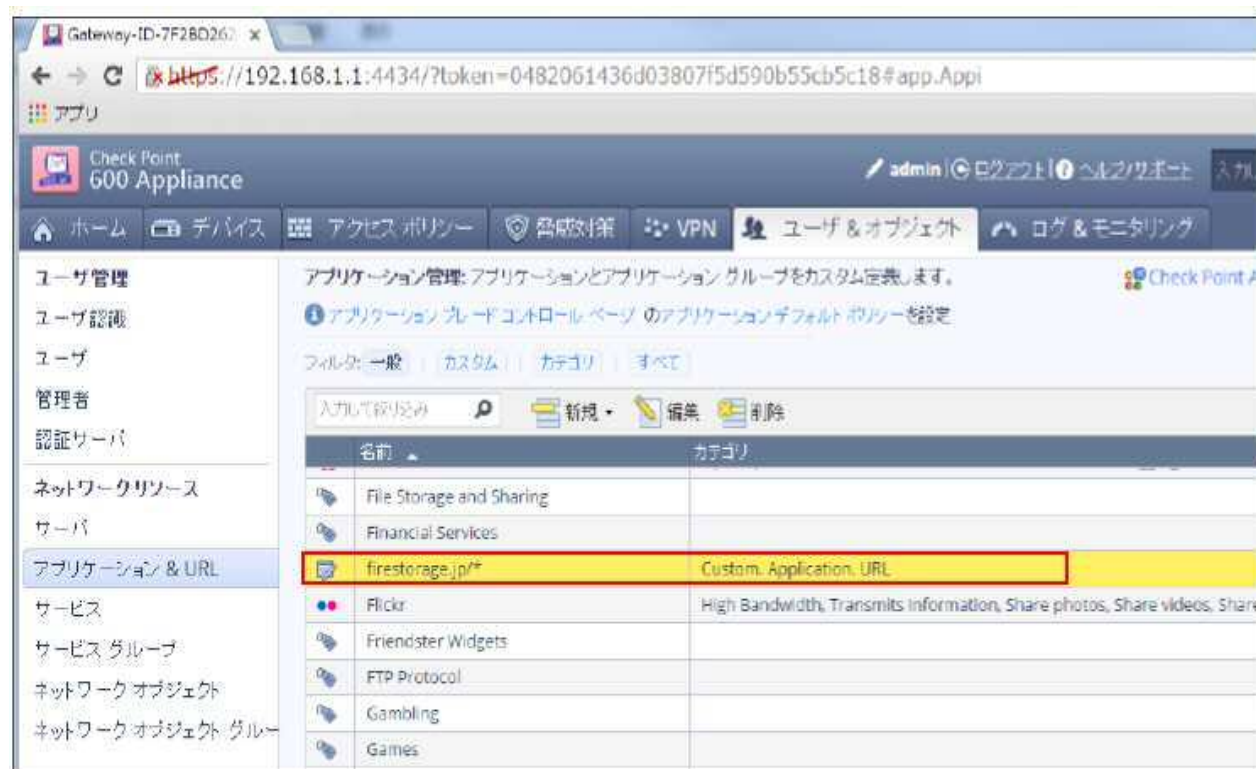 Gateway-ID-7F28D262
https://192.168.1.1:4434/?token=0482061436d03807f5d590b55cb5c18#app.Appi
アプリ
Check Point
600 Appliance
admin ログアウト ヘルプ/サポート 入力し
ホーム デバイス アクセス ポリシー 脅威対策 VPN ユーザ & オブジェクト ログ & モニタリング
ユーザ管理
ユーザ認識
ユーザ
管理者
認証サーバ
ネットワークリソース
サーバ
アプリケーション & URL
サービス
サービス グループ
ネットワーク オブジェクト
ネットワーク オブジェクト グルー
アプリケーション管理: アプリケーションとアプリケーション グループをカスタム定義します。
Check Point A
アプリケーション ブレード コントロール ページ のアプリケーション デフォルト ポリシーを設定
フィルタ: 一般 | カスタム | カテゴリ | すべて
入力して絞り込み 新規 編集 削除
名前 カテゴリ
File Storage and Sharing
Financial Services
firestorage.jp/* Custom. Application. URL
Flickr High Bandwidth, Transmits Information, Share photos, Share videos, Share
Friendster Widgets
FTP Protocol
Gambling
Games